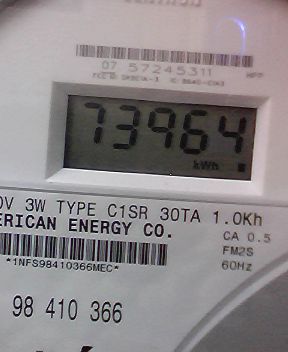 07 57245311
73964
kWh
0V 3W TYPE C1SR 30TA 1.0Kh
ERICAN ENERGY CO.
CA 0.5
FM2S
60Hz
*1NFS98410366MEC*
98 410 366